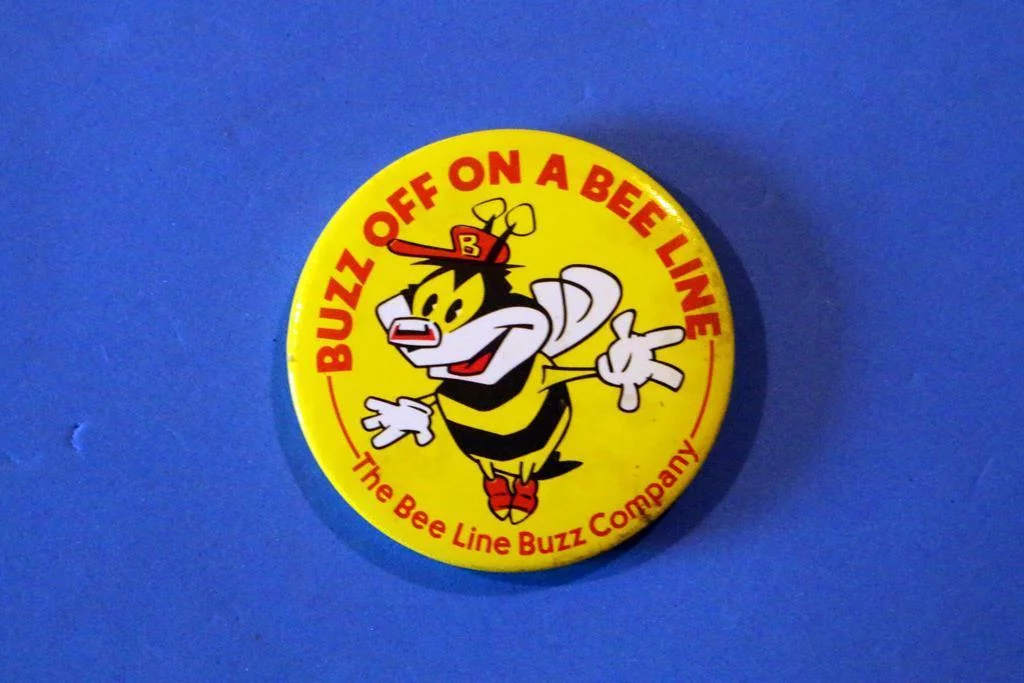 BUZZ OFF ON A BEE LINE
B
The Bee Line Buzz Company